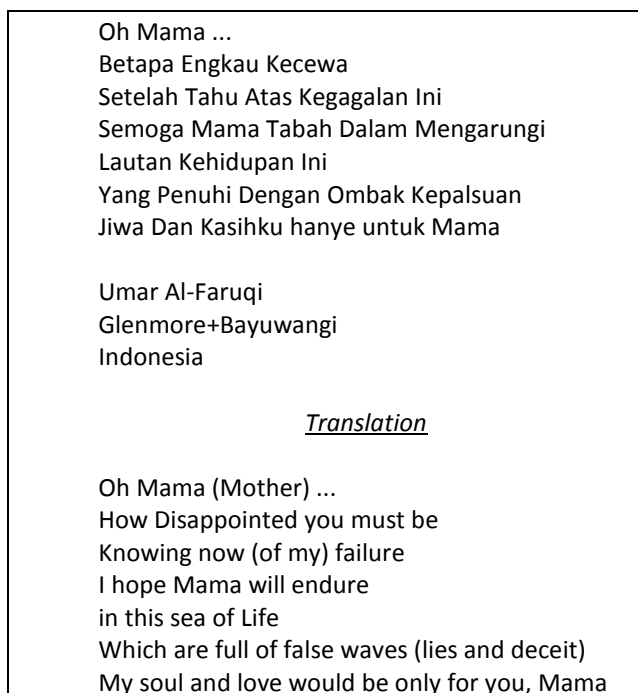 Oh Mama ...
Betapa Engkau Kecewa
Setelah Tahu Atas Kegagalan Ini
Semoga Mama Tabah Dalam Mengarungi
Lautan Kehidupan Ini
Yang Penuhi Dengan Ombak Kepalsuan
Jiwa Dan Kasihku hanye untuk Mama
Umar Al-Faruqi
Glenmore+Bayuwangi
Indonesia
Translation
Oh Mama (Mother) ...
How Disappointed you must be
Knowing now (of my) failure
I hope Mama will endure
in this sea of Life
Which are full of false waves (lies and deceit)
My soul and love would be only for you, Mama